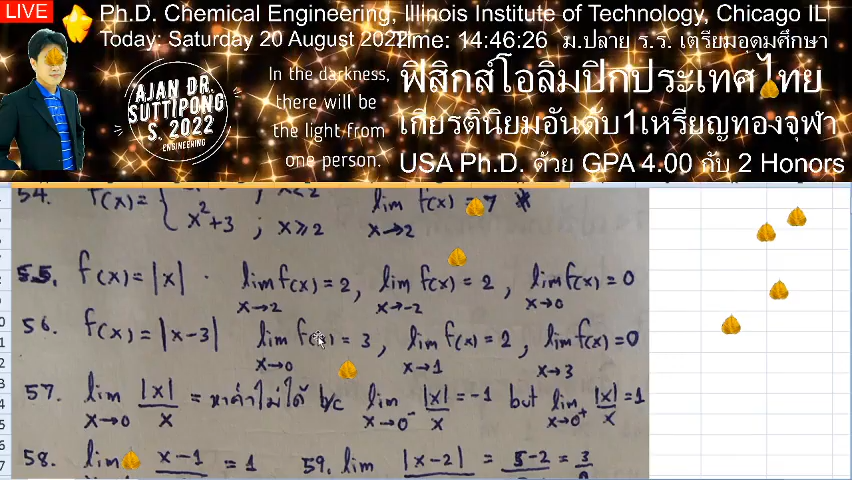 LIVE
Ph.D. Chemical Engineering, Illinois Institute of Technology, Chicago IL
Today: Saturday 20 August 2022 Time: 14:46:26 ม.ปลาย ร.ร. เตรียมอุดมศึกษา
AJAN DR. SUTTIPONG S. 2022
ENGINEERING
In the darkness,
there will be
the light from
one person.
ฟิสิกส์โอลิมปิกประเทศไทย
เกียรตินิยมอันดับ1เหรียญทองจุฬา
USA Ph.D. ด้วย GPA 4.00 กับ 2 Honors
54. f(x) = { ; x<2 lim f(x) = 7 *
x²+3 ; x⩾2 x→2
55. f(x) = |x| . lim f(x) = 2, lim f(x) = 2, lim f(x) = 0
x→2 x→-2 x→0
56. f(x) = |x-3| lim f(x) = 3, lim f(x) = 2, lim f(x) = 0
x→0 x→1 x→3
57. lim |x|/x = หาค่าไม่ได้ b/c lim |x|/x = -1 but lim |x|/x = 1
x→0 x→0⁻ x→0⁺
58. lim x-1 = 1 59. lim |x-2| = 5-2 = 3